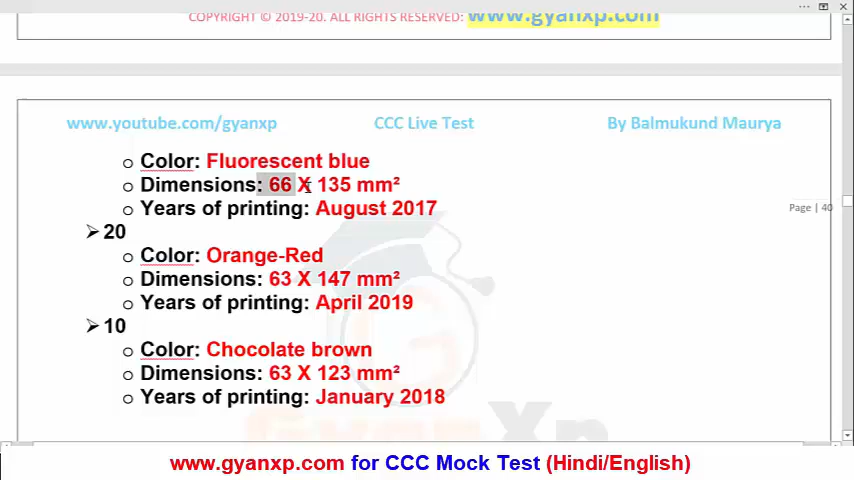 COPYRIGHT © 2019-20. ALL RIGHTS RESERVED: www.gyanxp.com
www.youtube.com/gyanxp CCC Live Test By Balmukund Maurya
o Color: Fluorescent blue
o Dimensions: 66 X 135 mm²
o Years of printing: August 2017
Page | 40
➢ 20
o Color: Orange-Red
o Dimensions: 63 X 147 mm²
o Years of printing: April 2019
➢ 10
o Color: Chocolate brown
o Dimensions: 63 X 123 mm²
o Years of printing: January 2018
GyanXp
www.gyanxp.com for CCC Mock Test (Hindi/English)